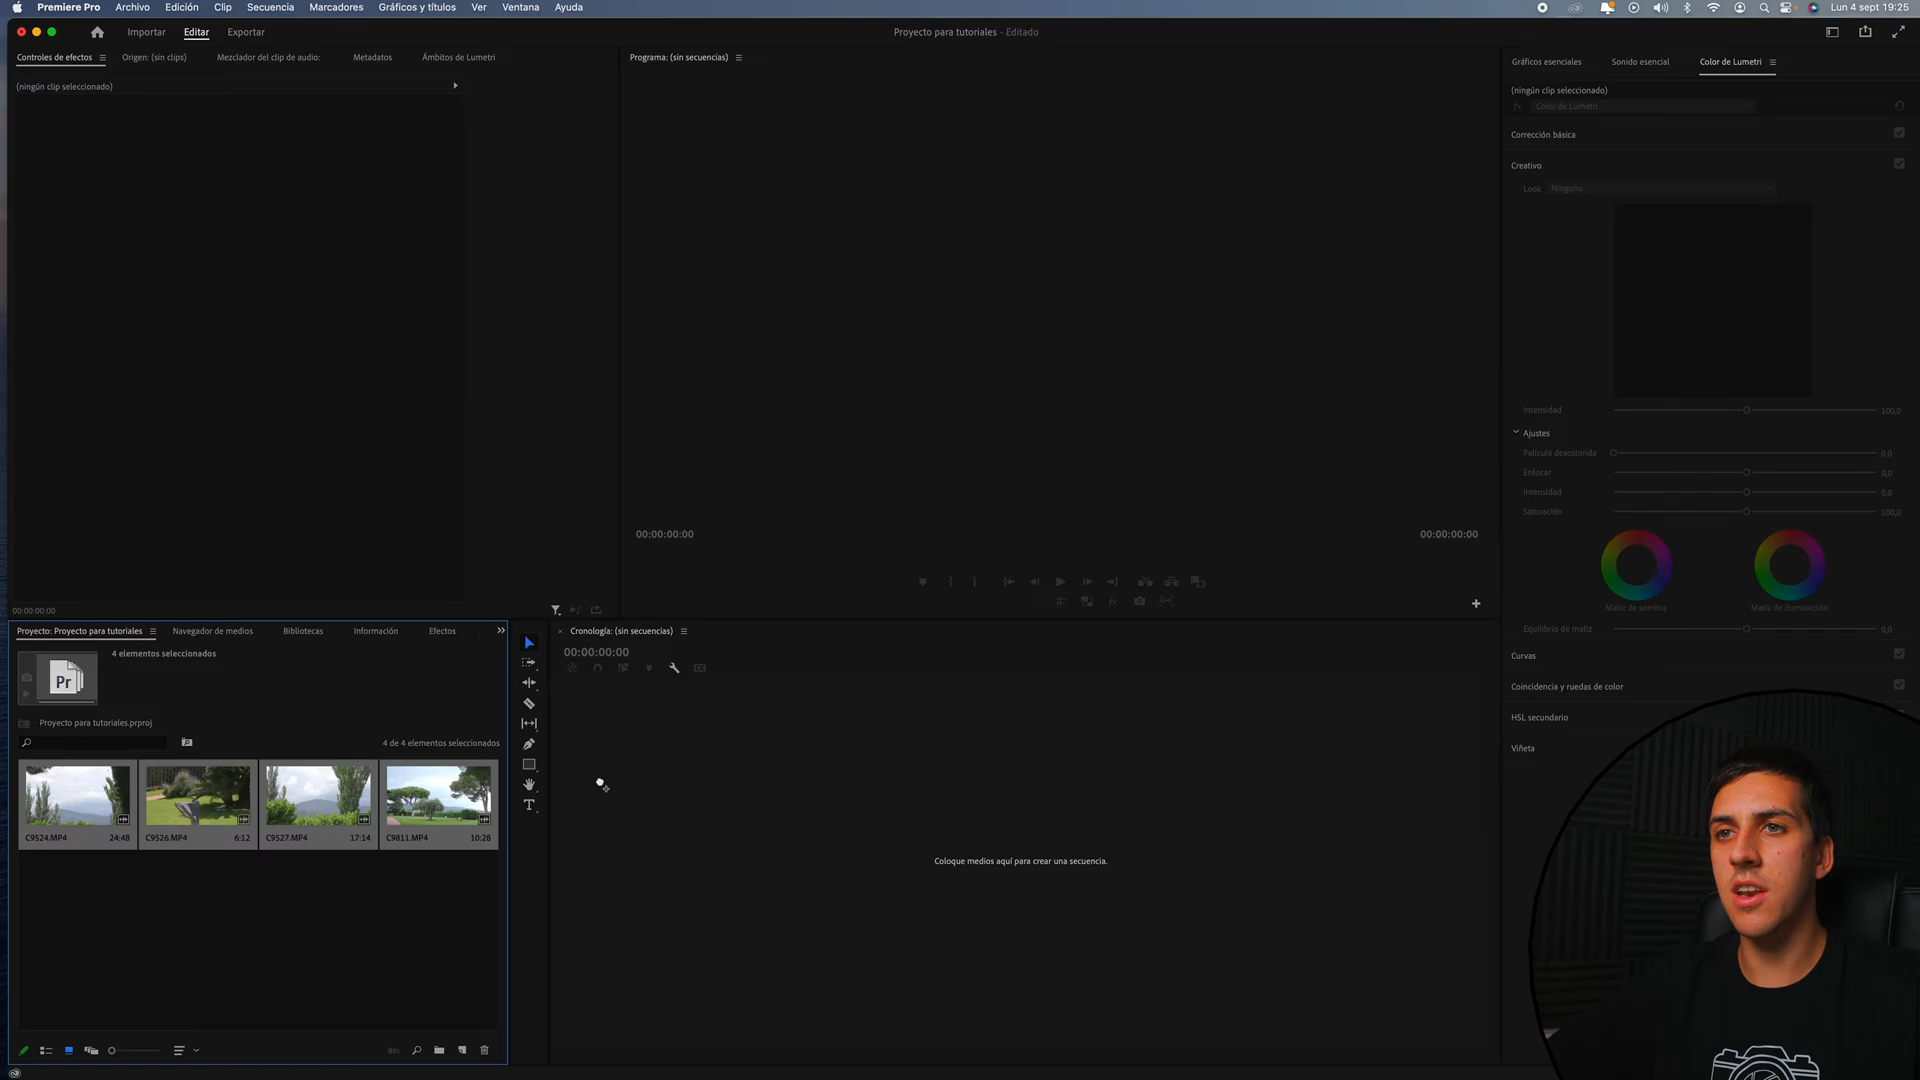 Premiere Pro Archivo Edición Clip Secuencia Marcadores Gráficos y títulos Ver Ventana Ayuda Lun 4 sept 19:25
Importar Editar Exportar Proyecto para tutoriales - Editado
Controles de efectos Origen: (sin clips) Mezclador del clip de audio: Metadatos Ámbitos de Lumetri
Programa: (sin secuencias)
Gráficos esenciales Sonido esencial Color de Lumetri
(ningún clip seleccionado)
(ningún clip seleccionado)
fx Color de Lumetri
Corrección básica
Creativo
Look Ninguno
Intensidad 100,0
Ajustes
Película descolorida 0,0
Enfocar 0,0
Intensidad 0,0
Saturación 100,0
Matiz de sombra Matiz de iluminación
Equilibrio de matiz 0,0
Curvas
Coincidencia y ruedas de color
HSL secundario
Viñeta
00:00:00:00 00:00:00:00
00:00:00:00
Proyecto: Proyecto para tutoriales Navegador de medios Bibliotecas Información Efectos
4 elementos seleccionados
Pr
Proyecto para tutoriales.prproj
4 de 4 elementos seleccionados
C9524.MP4 24:48 C9526.MP4 6:12 C9527.MP4 17:14 C9811.MP4 10:28
Cronología: (sin secuencias)
00:00:00:00
Coloque medios aquí para crear una secuencia.